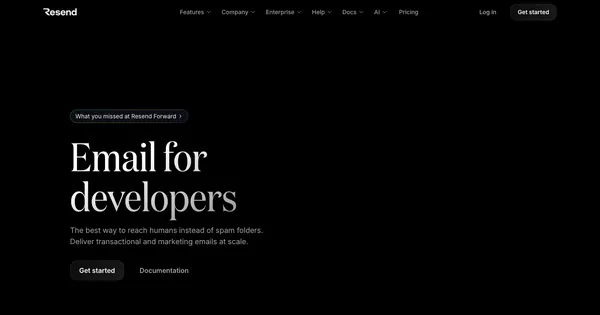 Resend
Features
Company
Enterprise
Help
Docs
AI
Pricing
Log in
Get started
What you missed at Resend Forward
Email for
developers
The best way to reach humans instead of spam folders.
Deliver transactional and marketing emails at scale.
Get started
Documentation